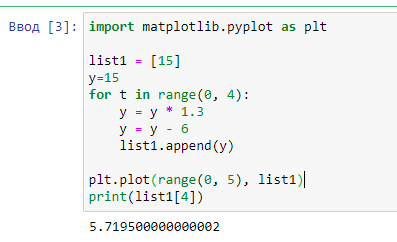 Ввод [3]: import matplotlib.pyplot as plt
list1 = [15]
y=15
for t in range(0, 4):
    y = y * 1.3
    y = y - 6
    list1.append(y)
plt.plot(range(0, 5), list1)
print(list1[4])
5.719500000000002